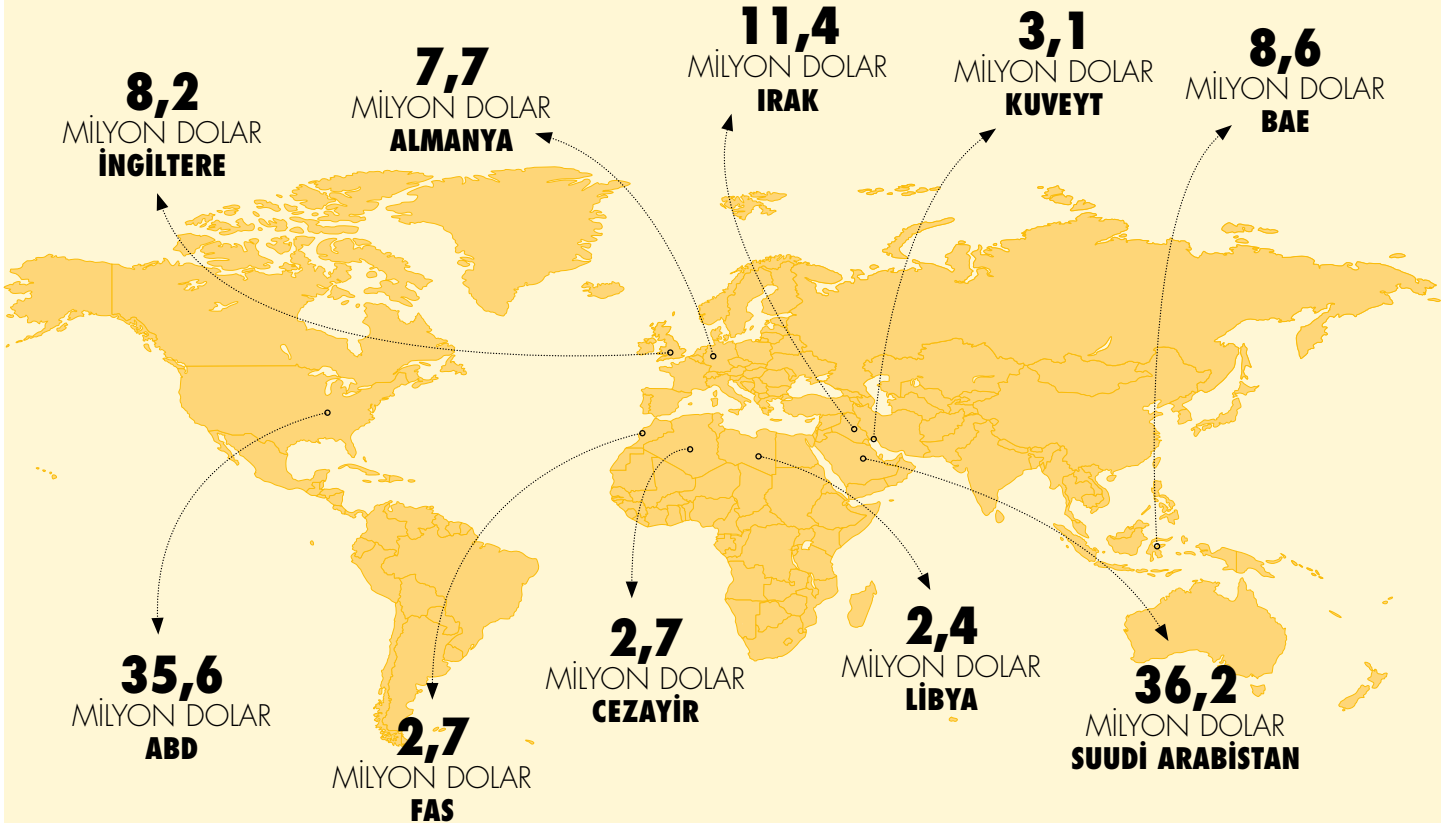 8,2
MİLYON DOLAR
İNGİLTERE
7,7
MİLYON DOLAR
ALMANYA
11,4
MİLYON DOLAR
IRAK
3,1
MİLYON DOLAR
KUVEYT
8,6
MİLYON DOLAR
BAE
35,6
MİLYON DOLAR
ABD
2,7
MİLYON DOLAR
FAS
2,7
MİLYON DOLAR
CEZAYİR
2,4
MİLYON DOLAR
LİBYA
36,2
MİLYON DOLAR
SUUDİ ARABİSTAN